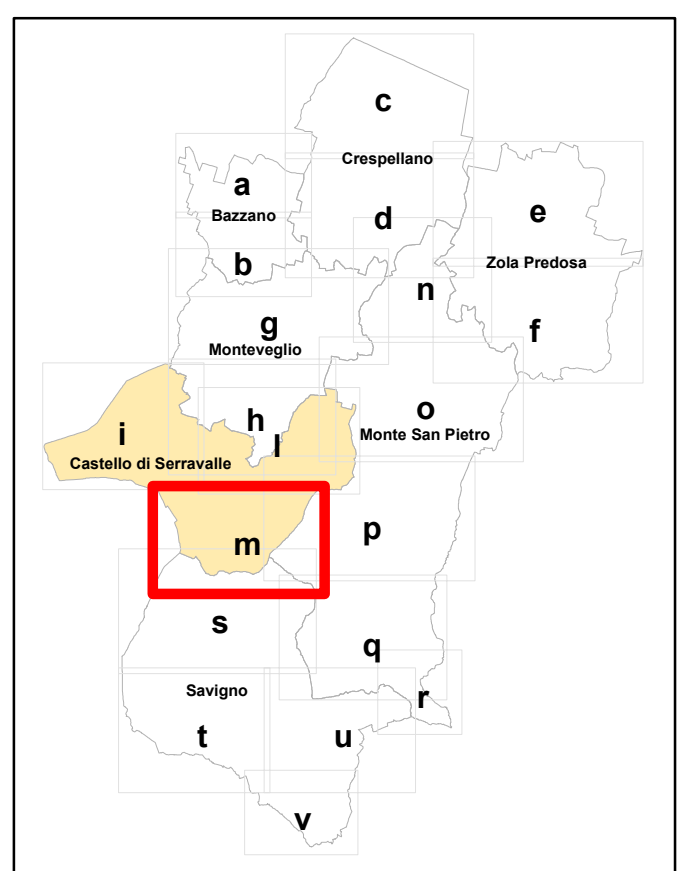 c
Crespellano
a
e
Bazzano
d
b
Zola Predosa
n
g
f
Monteveglio
h
o
i
l
Monte San Pietro
Castello di Serravalle
p
m
s
q
Savigno
r
t
u
v